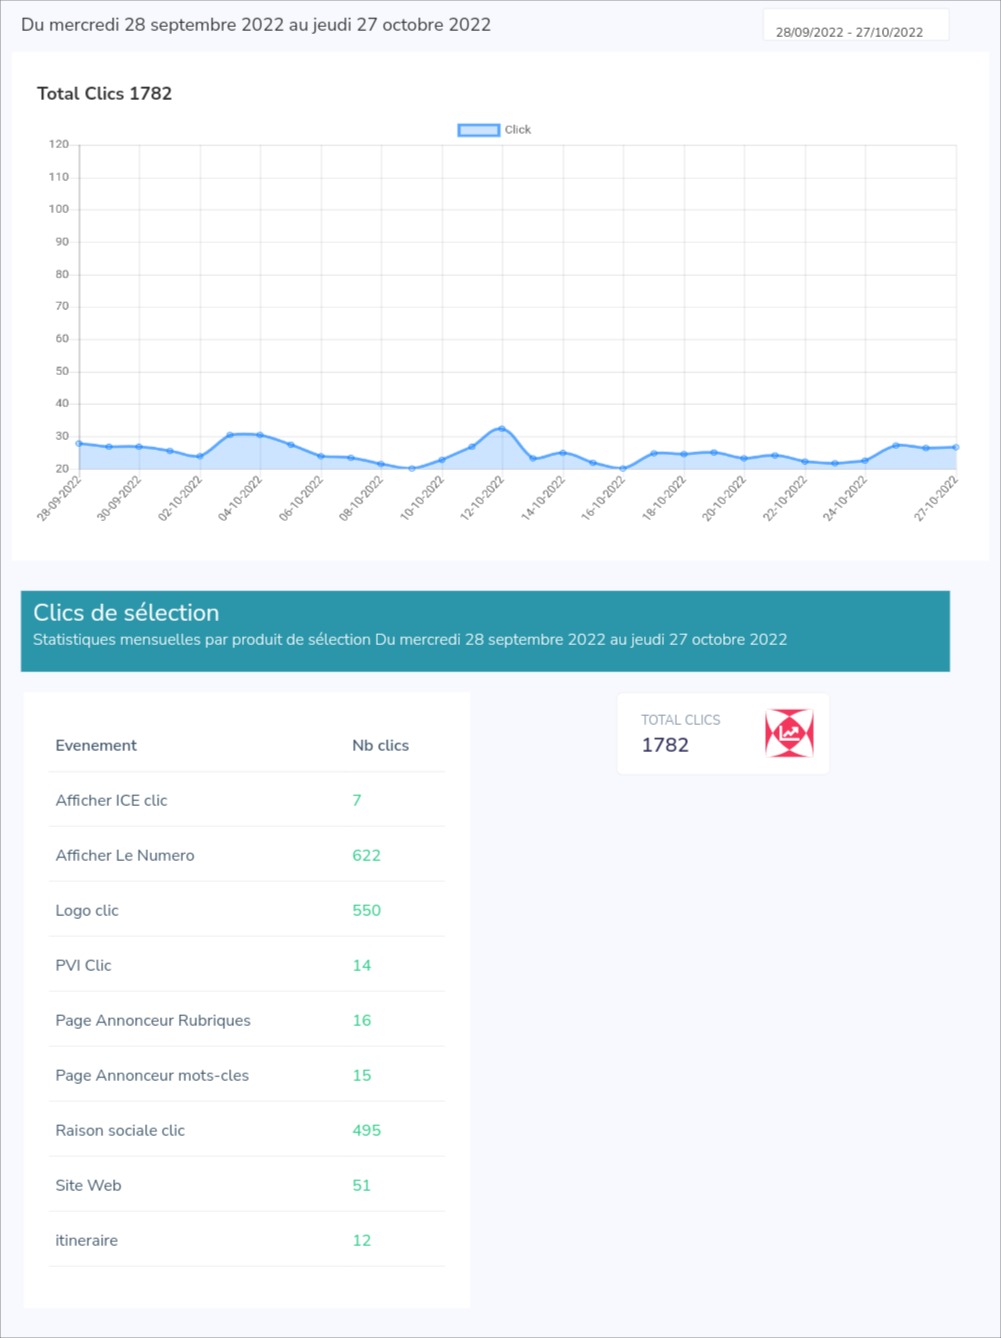 Du mercredi 28 septembre 2022 au jeudi 27 octobre 2022
28/09/2022 - 27/10/2022
Total Clics 1782
Click
120
110
100
90
80
70
60
50
40
30
20
28-09-2022
30-09-2022
02-10-2022
04-10-2022
06-10-2022
08-10-2022
10-10-2022
12-10-2022
14-10-2022
16-10-2022
18-10-2022
20-10-2022
22-10-2022
24-10-2022
27-10-2022
Clics de sélection
Statistiques mensuelles par produit de sélection Du mercredi 28 septembre 2022 au jeudi 27 octobre 2022
Evenement Nb clics
Afficher ICE clic 7
Afficher Le Numero 622
Logo clic 550
PVI Clic 14
Page Annonceur Rubriques 16
Page Annonceur mots-cles 15
Raison sociale clic 495
Site Web 51
itineraire 12
TOTAL CLICS
1782